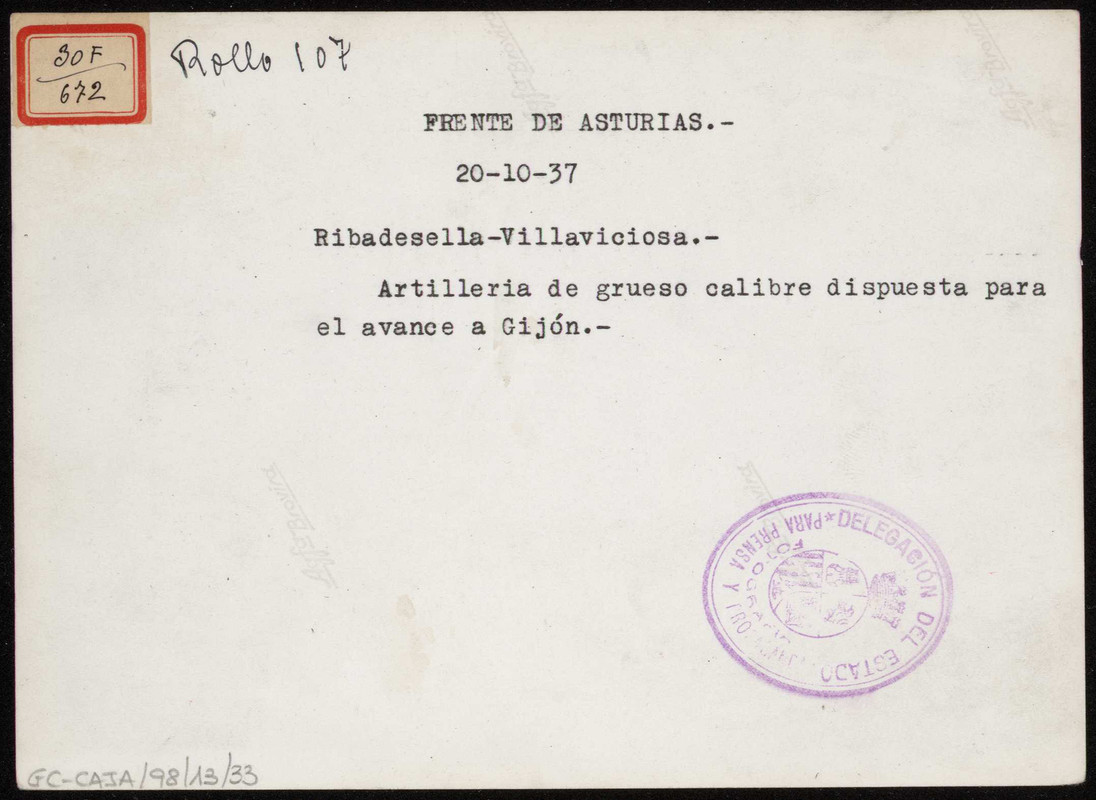 30F
672
Rollo 107
FRENTE DE ASTURIAS.-
20-10-37
Ribadesella-Villaviciosa.-
Artilleria de grueso calibre dispuesta para
el avance a Gijón.-
DELEGACIÓN DEL ESTADO
PARA PRENSA Y PROPAGANDA
GC-CAJA/98/13/33